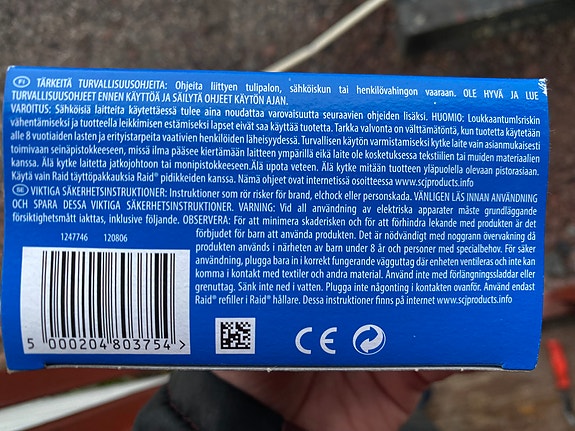 FI TÄRKEITÄ TURVALLISUUSOHJEITA: Ohjeita liittyen tulipalon, sähköiskun tai henkilövahingon vaaraan. OLE HYVÄ JA LUE
TURVALLISUUSOHJEET ENNEN KÄYTTÖÄ JA SÄILYTÄ OHJEET KÄYTÖN AJAN.
VAROITUS: Sähköisiä laitteita käytettäessä tulee aina noudattaa varovaisuutta seuraavien ohjeiden lisäksi. HUOMIO: Loukkaantumisriskin
vähentämiseksi ja tuotteella leikkimisen estämiseksi lapset eivät saa käyttää tuotetta. Tarkka valvonta on välttämätöntä, kun tuotetta käytetään
alle 8 vuotiaiden lasten ja erityistarpeita vaativien henkilöiden läheisyydessä. Turvallisen käytön varmistamiseksi kytke laite vain asianmukaisesti
toimivaan seinäpistokkeeseen, missä ilma pääsee kiertämään laitteen ympärillä eikä laite ole kosketuksessa tekstiilien tai muiden materiaalien
kanssa. Älä kytke laitetta jatkojohtoon tai monipistokkeeseen.Älä upota veteen. Älä kytke mitään tuotteen yläpuolella olevaan pistorasiaan.
Käytä vain Raid täyttöpakkauksia Raid® pidikkeiden kanssa. Nämä ohjeet ovat internetissä osoitteessa www.scjproducts.info
SE VIKTIGA SÄKERHETSINSTRUKTIONER: Instruktioner som rör risker för brand, elchock eller personskada. VÄNLIGEN LÄS INNAN ANVÄNDNING
OCH SPARA DESSA VIKTIGA SÄKERHETSINSTRUKTIONER. VARNING: Vid all användning av elektriska apparater måste grundläggande
försiktighetsmått iakttas, inklusive följande. OBSERVERA: För att minimera skaderisken och för att förhindra lekande med produkten är det
förbjudet för barn att använda produkten. Det är nödvändigt med noggrann övervakning då
produkten används i närheten av barn under 8 år och personer med specialbehov. För säker
användning, plugga bara in i korrekt fungerande vägguttag där enheten ventileras och inte kan
komma i kontakt med textiler och andra material. Använd inte med förlängningssladdar eller
grenuttag. Sänk inte ned i vatten. Plugga inte någonting i kontakten ovanför. Använd endast
Raid® refiller i Raid® hållare. Dessa instruktioner finns på internet www.scjproducts.info
1247746 120806
5 000204 803754 >
CE